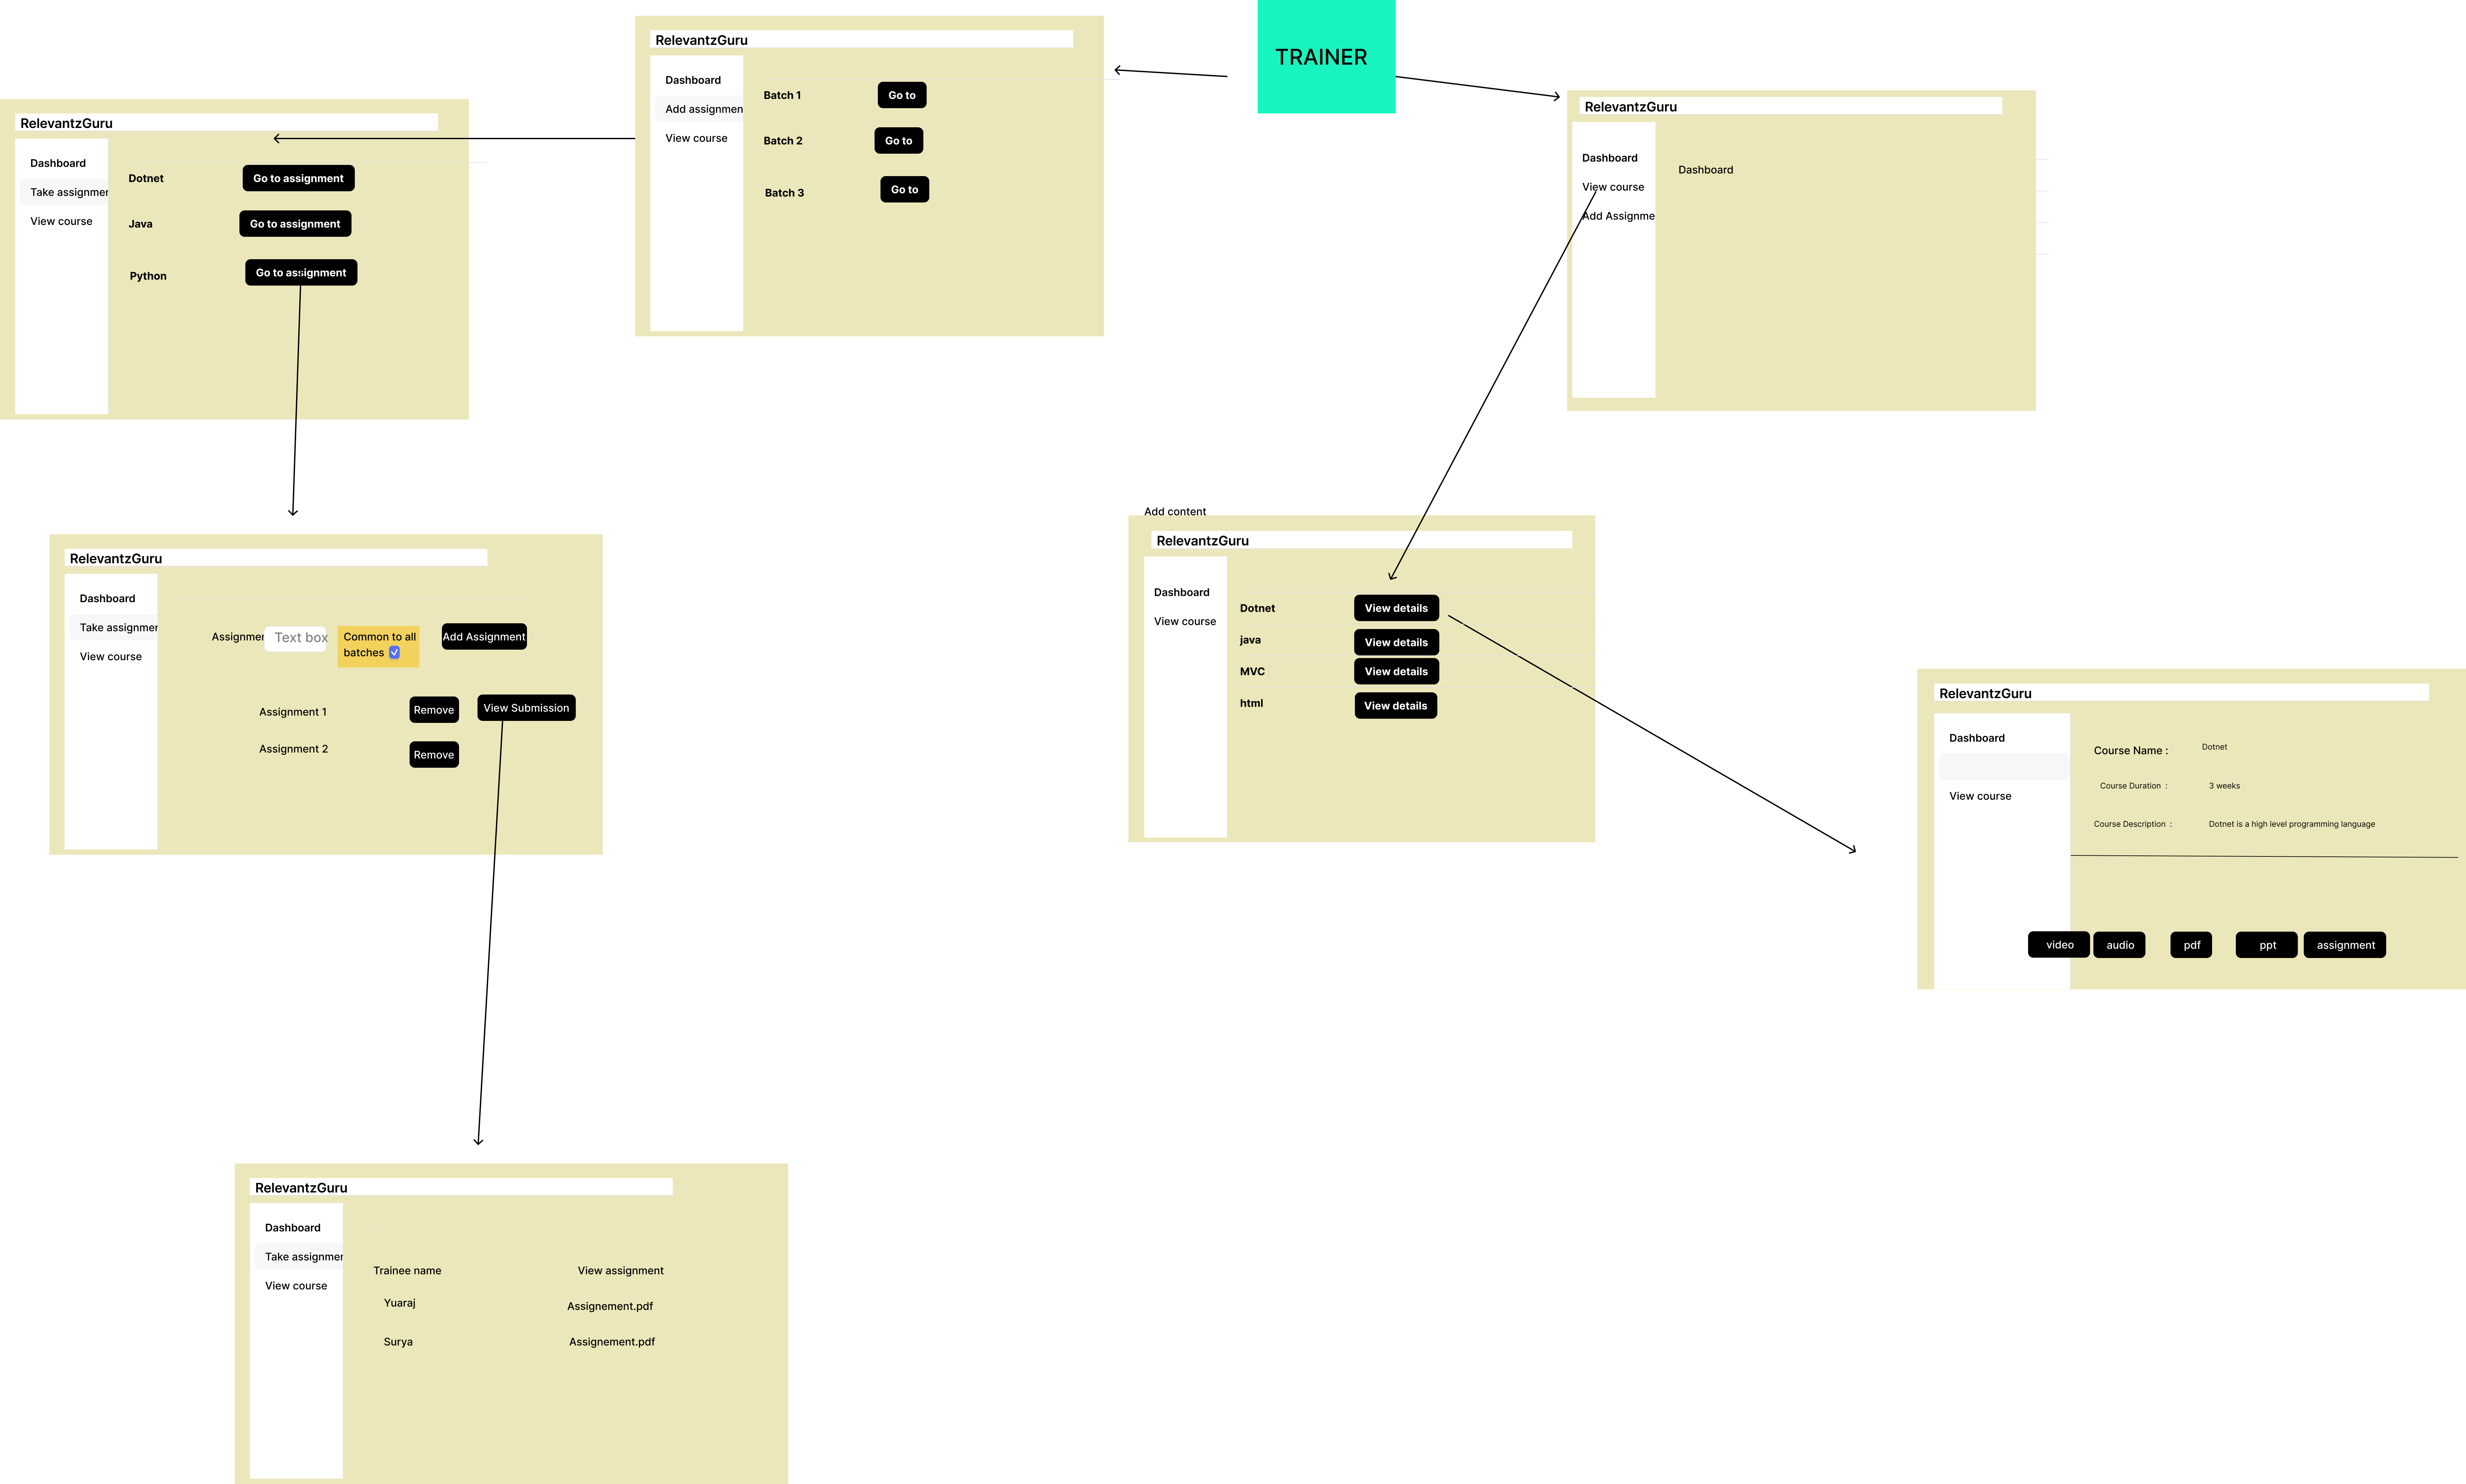 TRAINER
RelevantzGuru
Dashboard
Add assignmen
View course
Batch 1
Go to
Batch 2
Go to
Batch 3
Go to
RelevantzGuru
Dashboard
Take assignmer
View course
Dotnet
Go to assignment
Java
Go to assignment
Python
Go to assignment
RelevantzGuru
Dashboard
Take assignmer
View course
Assignmer
Text box
Common to all
batches
Add Assignment
Assignment 1
Remove
View Submission
Assignment 2
Remove
RelevantzGuru
Dashboard
Take assignmer
View course
Trainee name
View assignment
Yuaraj
Assignement.pdf
Surya
Assignement.pdf
RelevantzGuru
Dashboard
View course
Add Assignme
Dashboard
Add content
RelevantzGuru
Dashboard
View course
Dotnet
View details
java
View details
MVC
View details
html
View details
RelevantzGuru
Dashboard
View course
Course Name :
Dotnet
Course Duration :
3 weeks
Course Description :
Dotnet is a high level programming language
video
audio
pdf
ppt
assignment